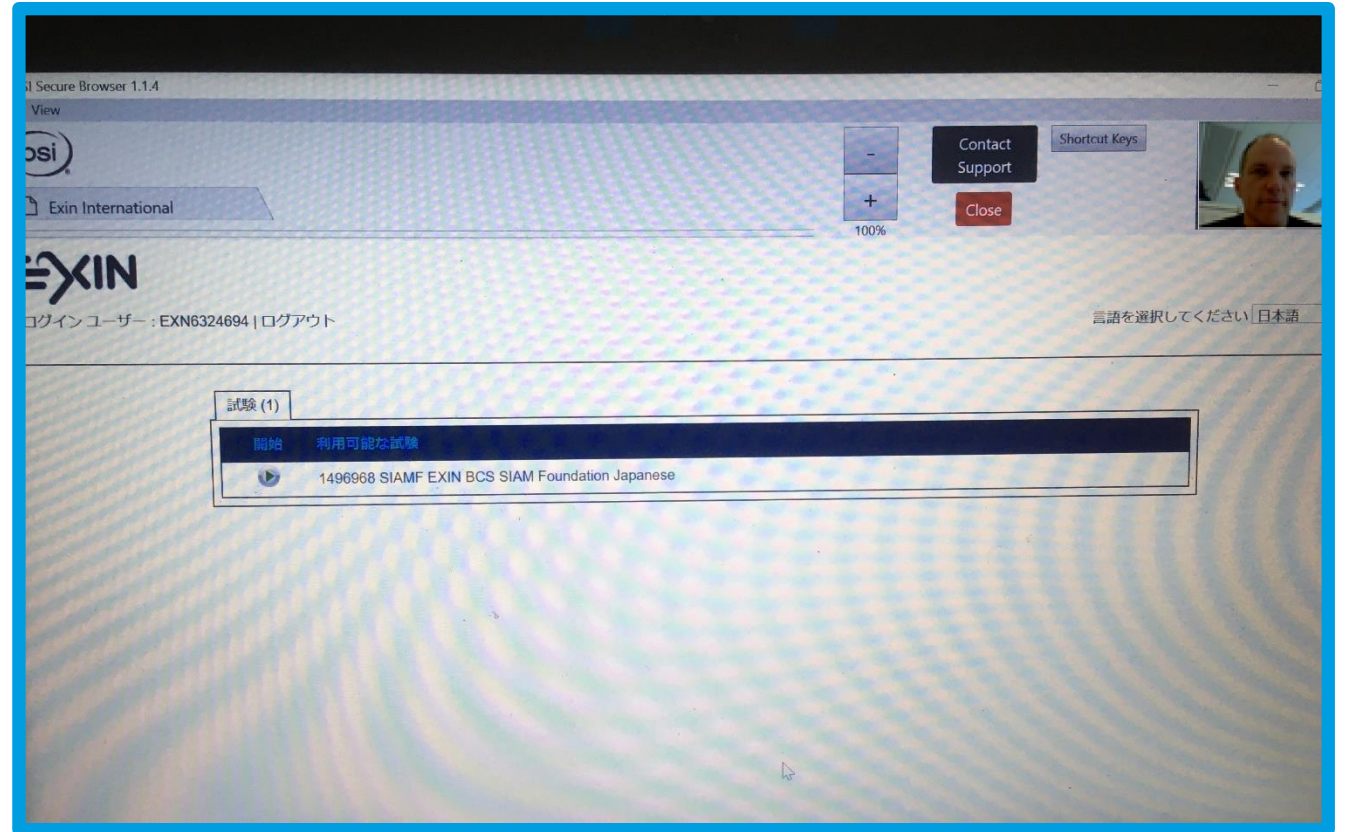 Secure Browser 1.1.4
View
psi
Contact
Support
Shortcut Keys
-
+
100%
Close
Exin International
EXIN
ログイン ユーザー : EXN6324694 | ログアウト
言語を選択してください 日本語
試験 (1)
開始 利用可能な試験
1496968 SIAMF EXIN BCS SIAM Foundation Japanese